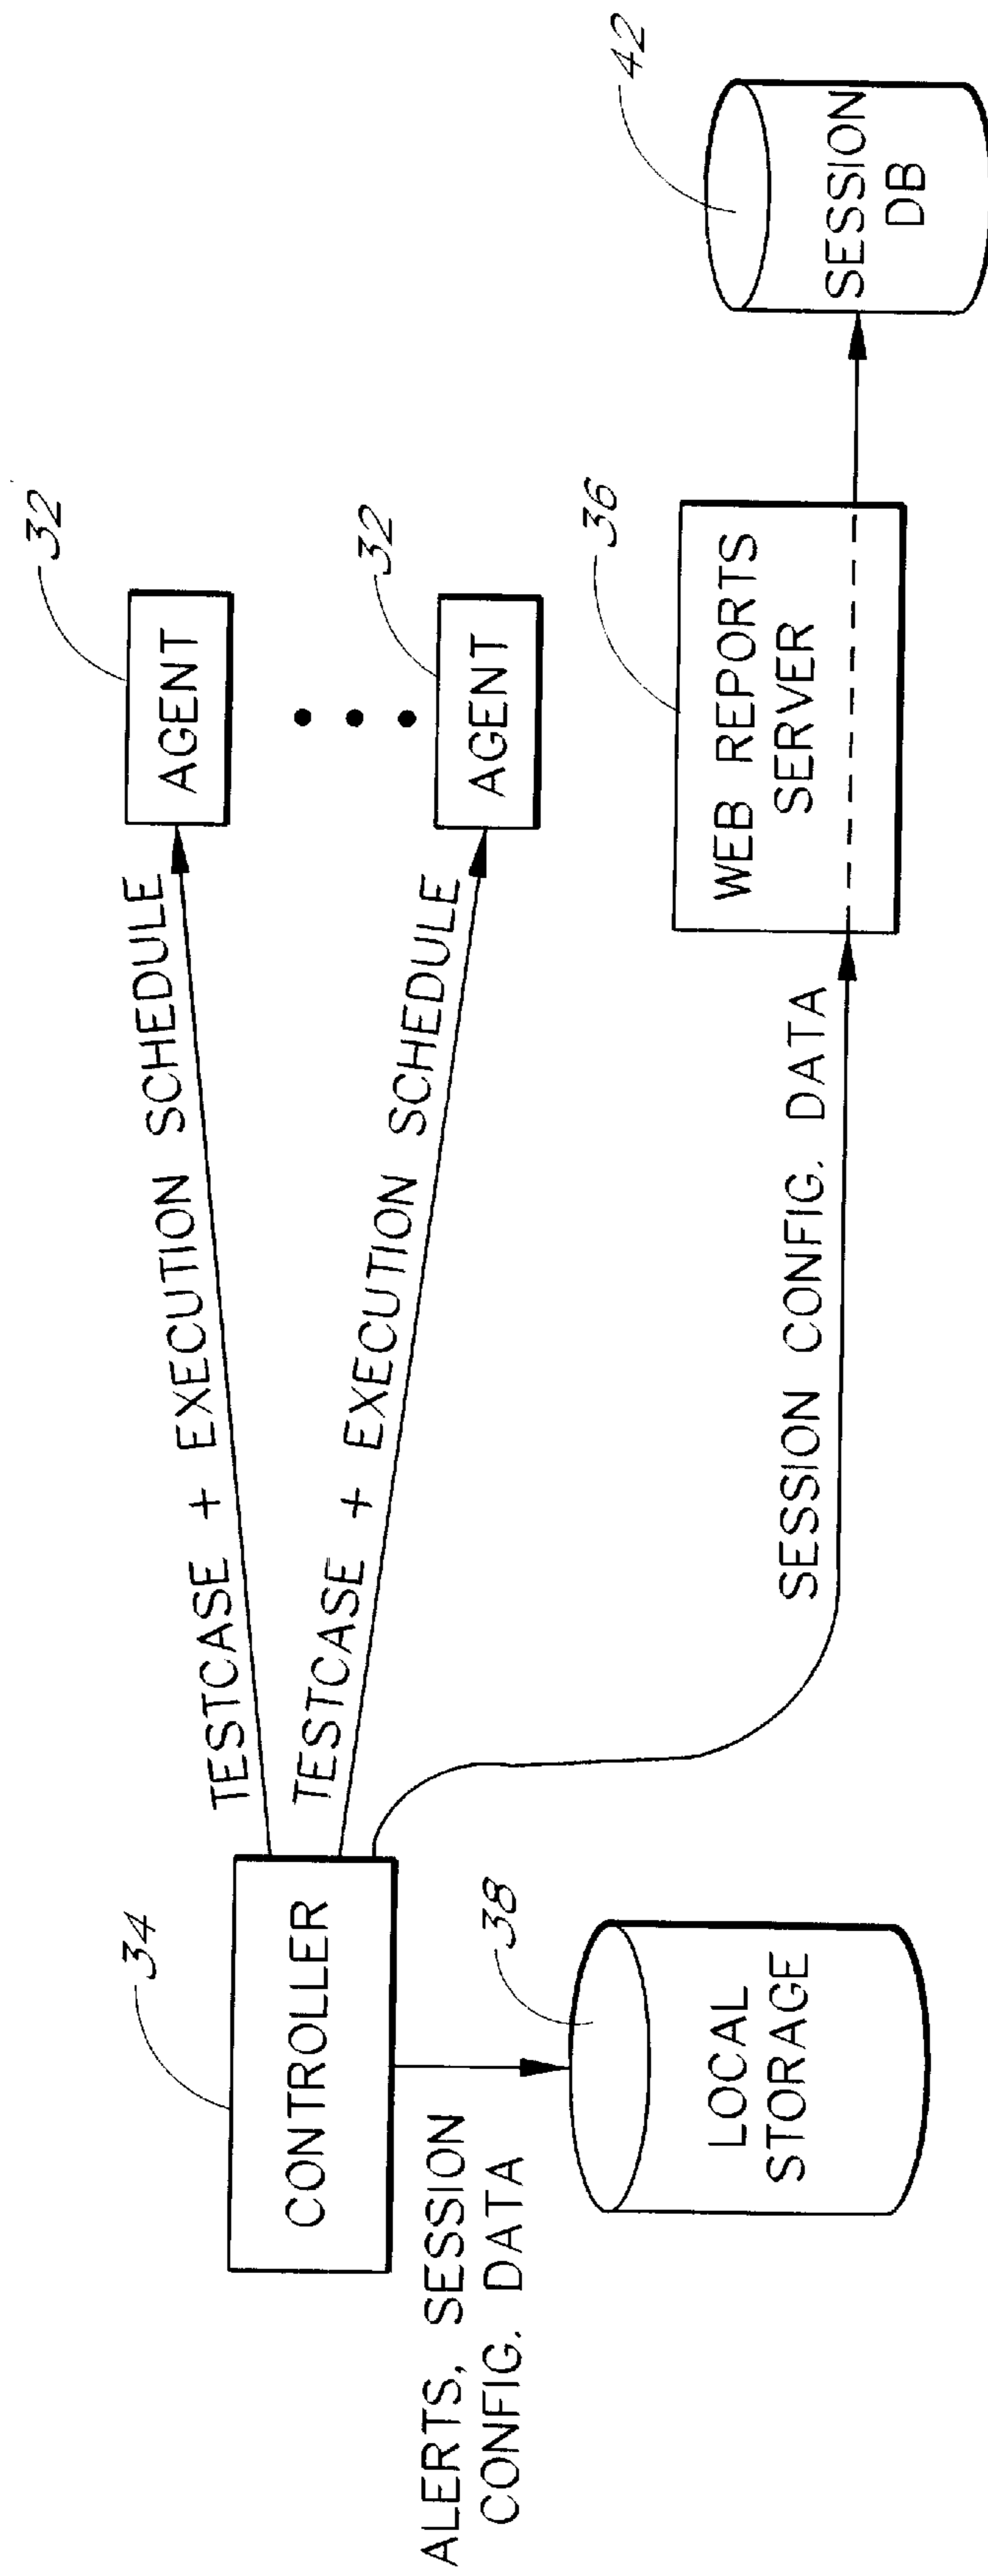 34
CONTROLLER
ALERTS, SESSION
CONFIG. DATA
38
LOCAL
STORAGE
TESTCASE + EXECUTION SCHEDULE
TESTCASE + EXECUTION SCHEDULE
SESSION CONFIG. DATA
32
AGENT
32
AGENT
36
WEB REPORTS
SERVER
42
SESSION
DB